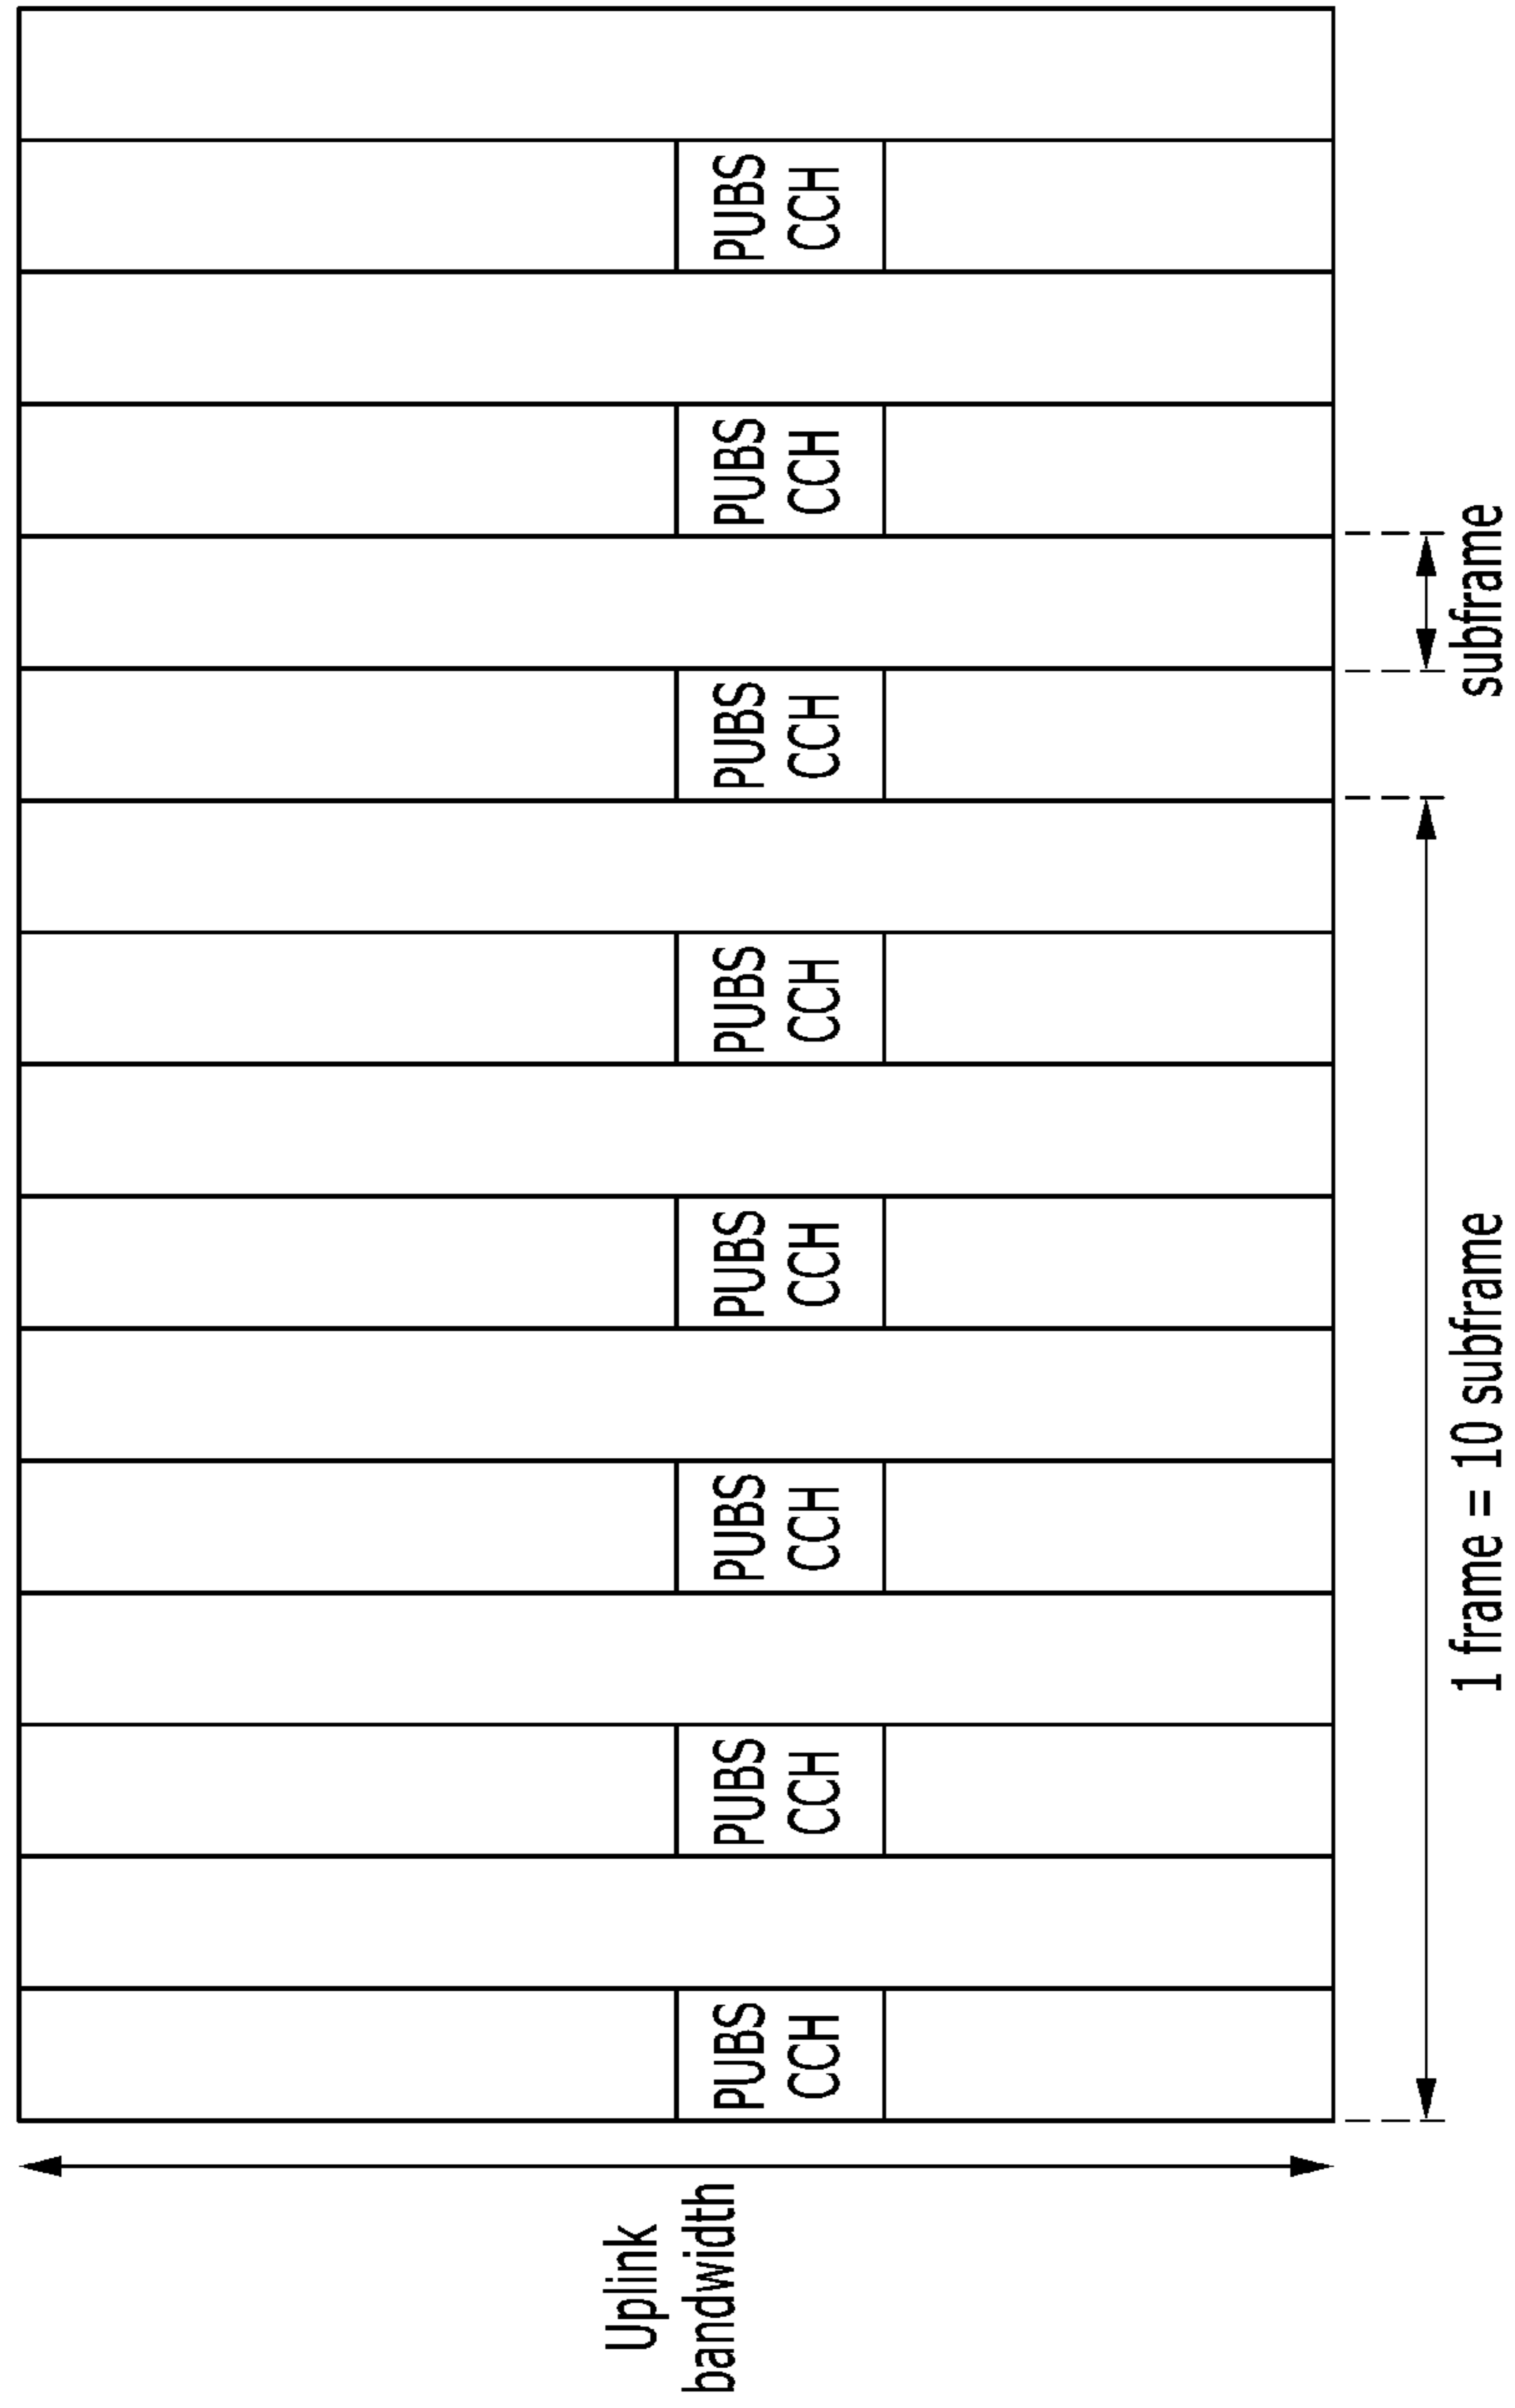 Uplink
bandwidth
PUBS
CCH
PUBS
CCH
PUBS
CCH
PUBS
CCH
PUBS
CCH
PUBS
CCH
PUBS
CCH
PUBS
CCH
1 frame = 10 subframe
subframe